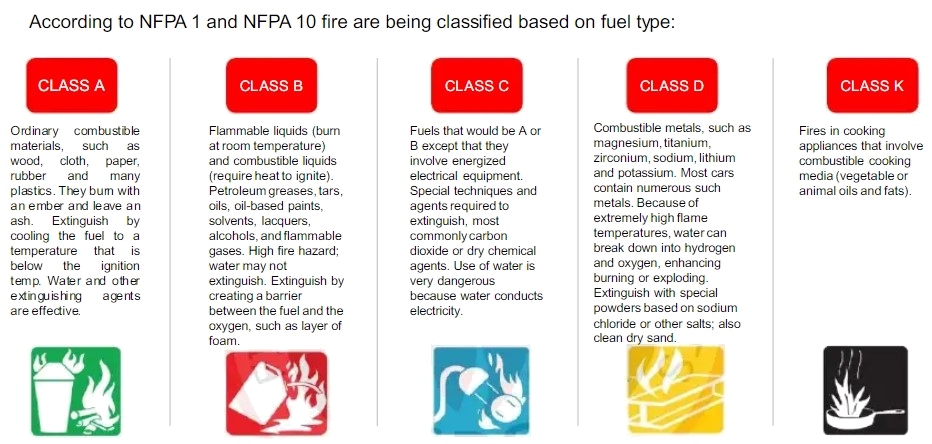 According to NFPA 1 and NFPA 10 fire are being classified based on fuel type:
CLASS A
Ordinary combustible
materials, such as
wood, cloth, paper,
rubber and many
plastics. They burn with
an ember and leave an
ash. Extinguish by
cooling the fuel to a
temperature that is
below the ignition
temp. Water and other
extinguishing agents
are effective.
CLASS B
Flammable liquids (burn
at room temperature)
and combustible liquids
(require heat to ignite).
Petroleum greases, tars,
oils, oil-based paints,
solvents, lacquers,
alcohols, and flammable
gases. High fire hazard;
water may not
extinguish. Extinguish by
creating a barrier
between the fuel and the
oxygen, such as layer of
foam.
CLASS C
Fuels that would be A or
B except that they
involve energized
electrical equipment.
Special techniques and
agents required to
extinguish, most
commonly carbon
dioxide or dry chemical
agents. Use of water is
very dangerous
because water conducts
electricity.
CLASS D
Combustible metals, such as
magnesium, titanium,
zirconium, sodium, lithium
and potassium. Most cars
contain numerous such
metals. Because of
extremely high flame
temperatures, water can
break down into hydrogen
and oxygen, enhancing
burning or exploding.
Extinguish with special
powders based on sodium
chloride or other salts; also
clean dry sand.
CLASS K
Fires in cooking
appliances that involve
combustible cooking
media (vegetable or
animal oils and fats).